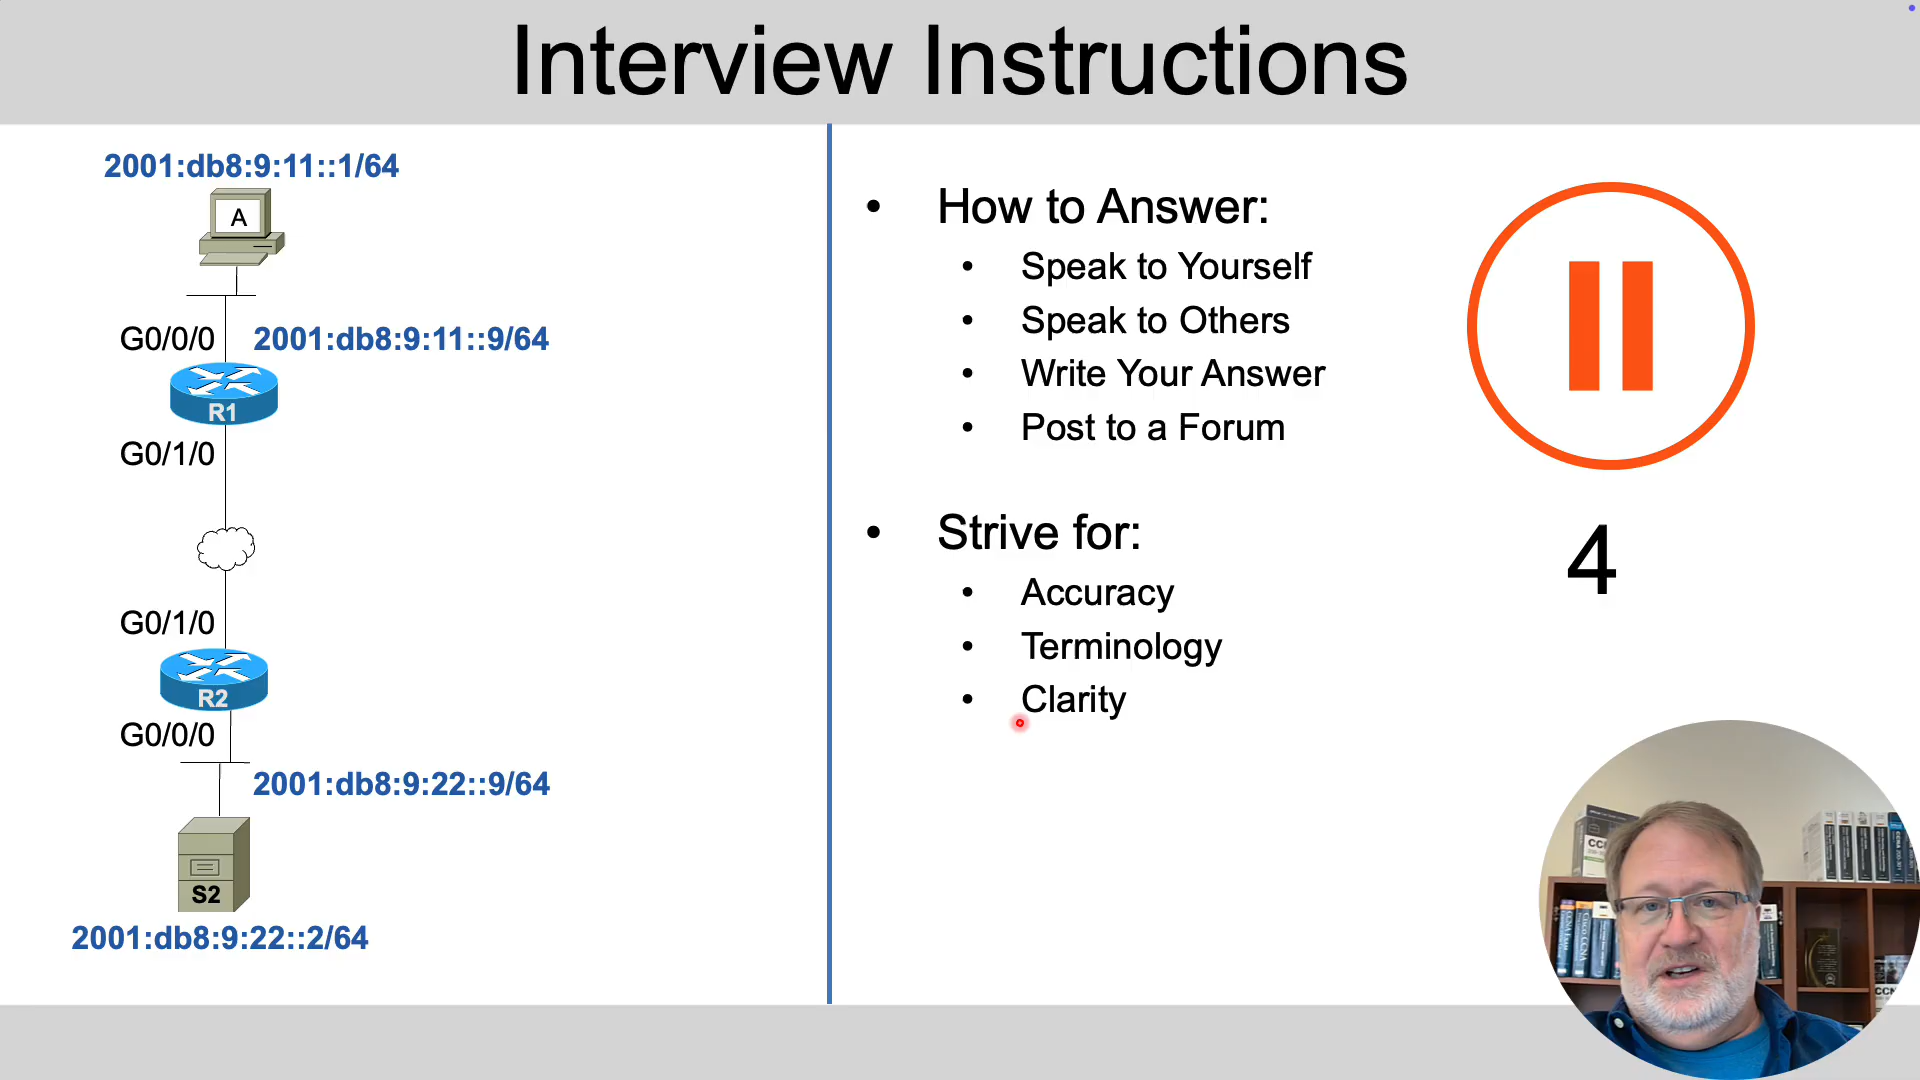 Interview Instructions
2001:db8:9:11::1/64
A
G0/0/0
2001:db8:9:11::9/64
R1
G0/1/0
G0/1/0
R2
G0/0/0
2001:db8:9:22::9/64
S2
2001:db8:9:22::2/64
• How to Answer:
• Speak to Yourself
• Speak to Others
• Write Your Answer
• Post to a Forum
• Strive for:
• Accuracy
• Terminology
• Clarity
4